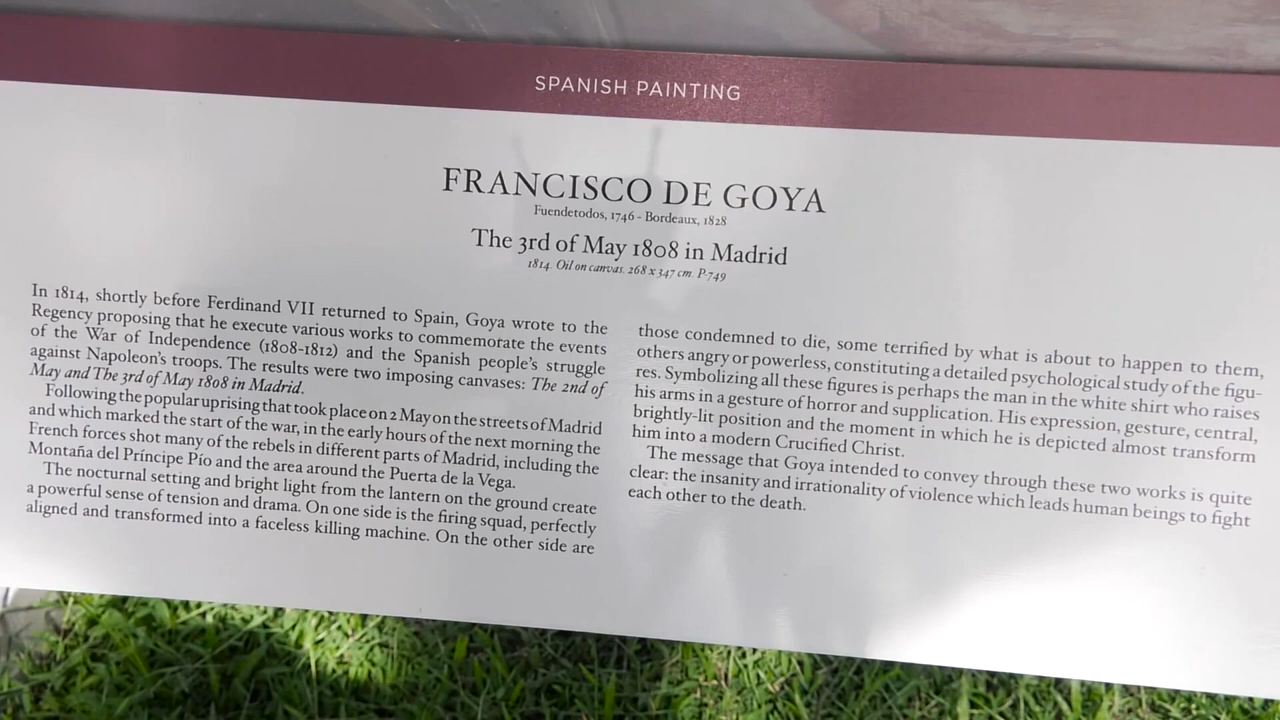 SPANISH PAINTING
FRANCISCO DE GOYA
Fuendetodos, 1746 - Bordeaux, 1828
The 3rd of May 1808 in Madrid
1814. Oil on canvas. 268 x 347 cm. P-749
In 1814, shortly before Ferdinand VII returned to Spain, Goya wrote to the
Regency proposing that he execute various works to commemorate the events
of the War of Independence (1808-1812) and the Spanish people's struggle
against Napoleon's troops. The results were two imposing canvases: The 2nd of
May and The 3rd of May 1808 in Madrid.
Following the popular uprising that took place on 2 May on the streets of Madrid
and which marked the start of the war, in the early hours of the next morning the
French forces shot many of the rebels in different parts of Madrid, including the
Montaña del Príncipe Pío and the area around the Puerta de la Vega.
The nocturnal setting and bright light from the lantern on the ground create
a powerful sense of tension and drama. On one side is the firing squad, perfectly
aligned and transformed into a faceless killing machine. On the other side are
those condemned to die, some terrified by what is about to happen to them,
others angry or powerless, constituting a detailed psychological study of the figu-
res. Symbolizing all these figures is perhaps the man in the white shirt who raises
his arms in a gesture of horror and supplication. His expression, gesture, central,
brightly-lit position and the moment in which he is depicted almost transform
him into a modern Crucified Christ.
The message that Goya intended to convey through these two works is quite
clear: the insanity and irrationality of violence which leads human beings to fight
each other to the death.